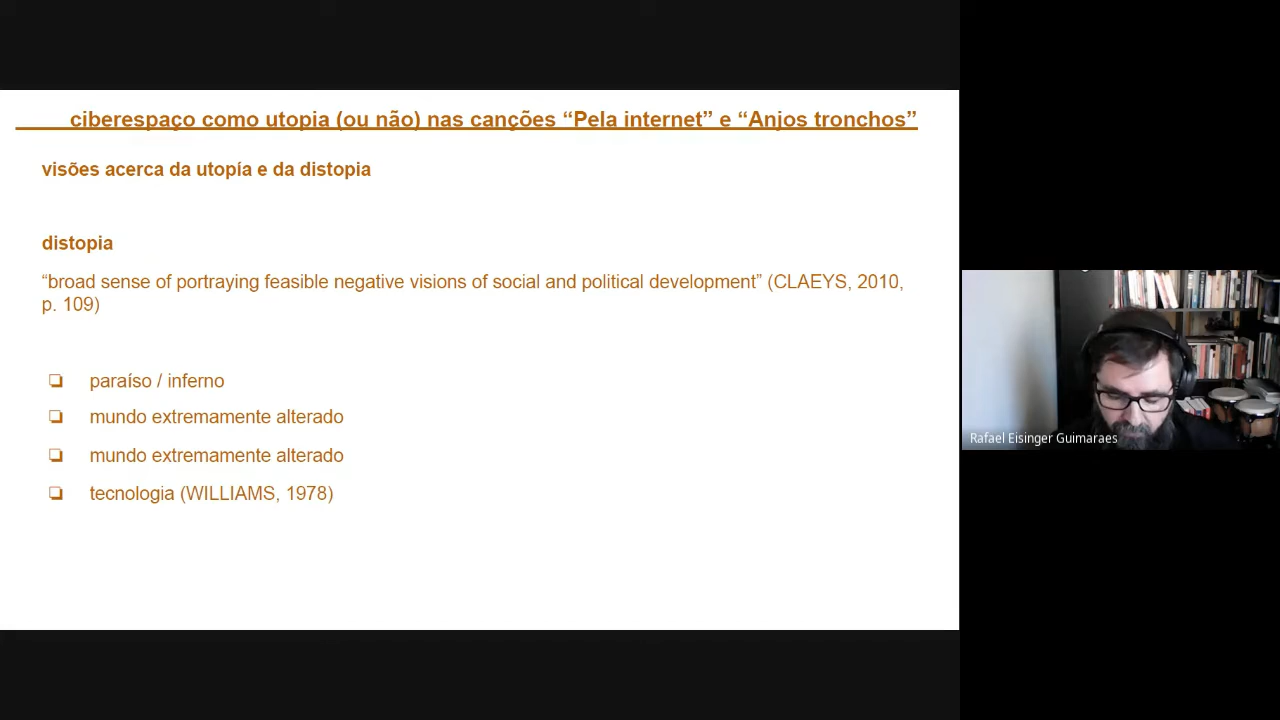 ciberespaço como utopia (ou não) nas canções “Pela internet” e “Anjos tronchos”
visões acerca da utopía e da distopia
distopia
“broad sense of portraying feasible negative visions of social and political development” (CLAEYS, 2010,
p. 109)
paraíso / inferno
mundo extremamente alterado
mundo extremamente alterado
tecnologia (WILLIAMS, 1978)
Rafael Eisinger Guimaraes